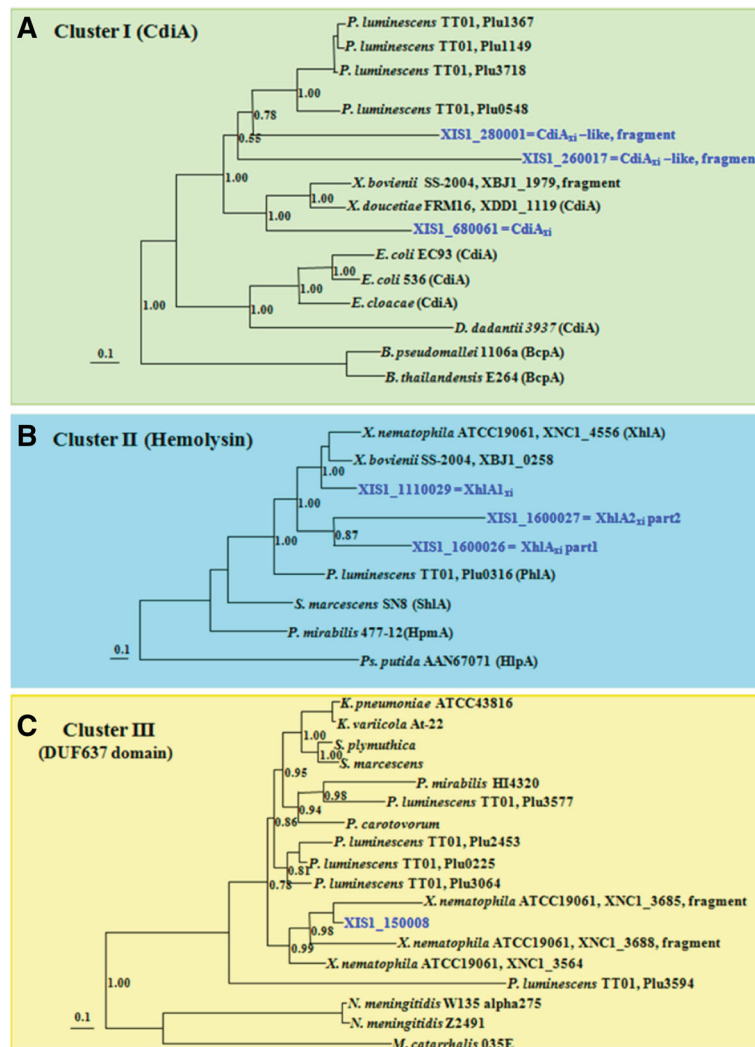 A
Cluster I (CdiA)
P. luminescens TT01, Plu1367
P. luminescens TT01, Plu1149
P. luminescens TT01, Plu3718
1.00
P. luminescens TT01, Plu0548
0.78
0.55
XIS1_280001=CdiAxi–like, fragment
XIS1_260017=CdiAxi–like, fragmen
1.00
X. bovienii SS-2004, XBJ1_1979, fragment
1.00
X. doucetiae FRM16, XDD1_1119 (CdiA)
1.00
XIS1_680061=CdiAxi
E. coli EC93 (CdiA)
1.00
E. coli 536 (CdiA)
1.00
E. cloacae (CdiA)
1.00
1.00
D. dadantii 3937 (CdiA)
0.1
B. pseudomallei 1106a (BcpA)
B. thailandensis E264 (BcpA)
B
Cluster II (Hemolysin)
X. nematophila ATCC19061, XNC1_4556 (XhlA)
X. bovienii SS-2004, XBJ1_0258
1.00
XIS1_1110029=XhlA1xi
1.00
XIS1_1600027= XhlA2xi part2
0.87
1.00
XIS1_1600026= XhlAxi part1
P. luminescens TT01, Plu0316 (PhlA)
S. marcescens SN8 (ShlA)
P. mirabilis 477-12(HpmA)
0.1
Ps. putida AAN67071 (HlpA)
C
Cluster III
(DUF637 domain)
K. pneumoniae ATCC43816
K. variicola At-22
1.00
S. plymuthica
1.00
S. marcescens
0.95
P. mirabilis HI4320
0.98
P. luminescens TT01, Plu3577
0.94
0.86
P. carotovorum
P. luminescens TT01, Plu2453
P. luminescens TT01, Plu0225
0.81
0.78
P. luminescens TT01, Plu3064
X. nematophila ATCC19061, XNC1_3685, fragment
XIS1_150008
0.98
X. nematophila ATCC19061, XNC1_3688, fragment
0.99
X. nematophila ATCC19061, XNC1_3564
1.00
P. luminescens TT01, Plu3594
N. meningitidis W135 alpha275
0.1
N. meningitidis Z2491
M. catarrhalis 035E